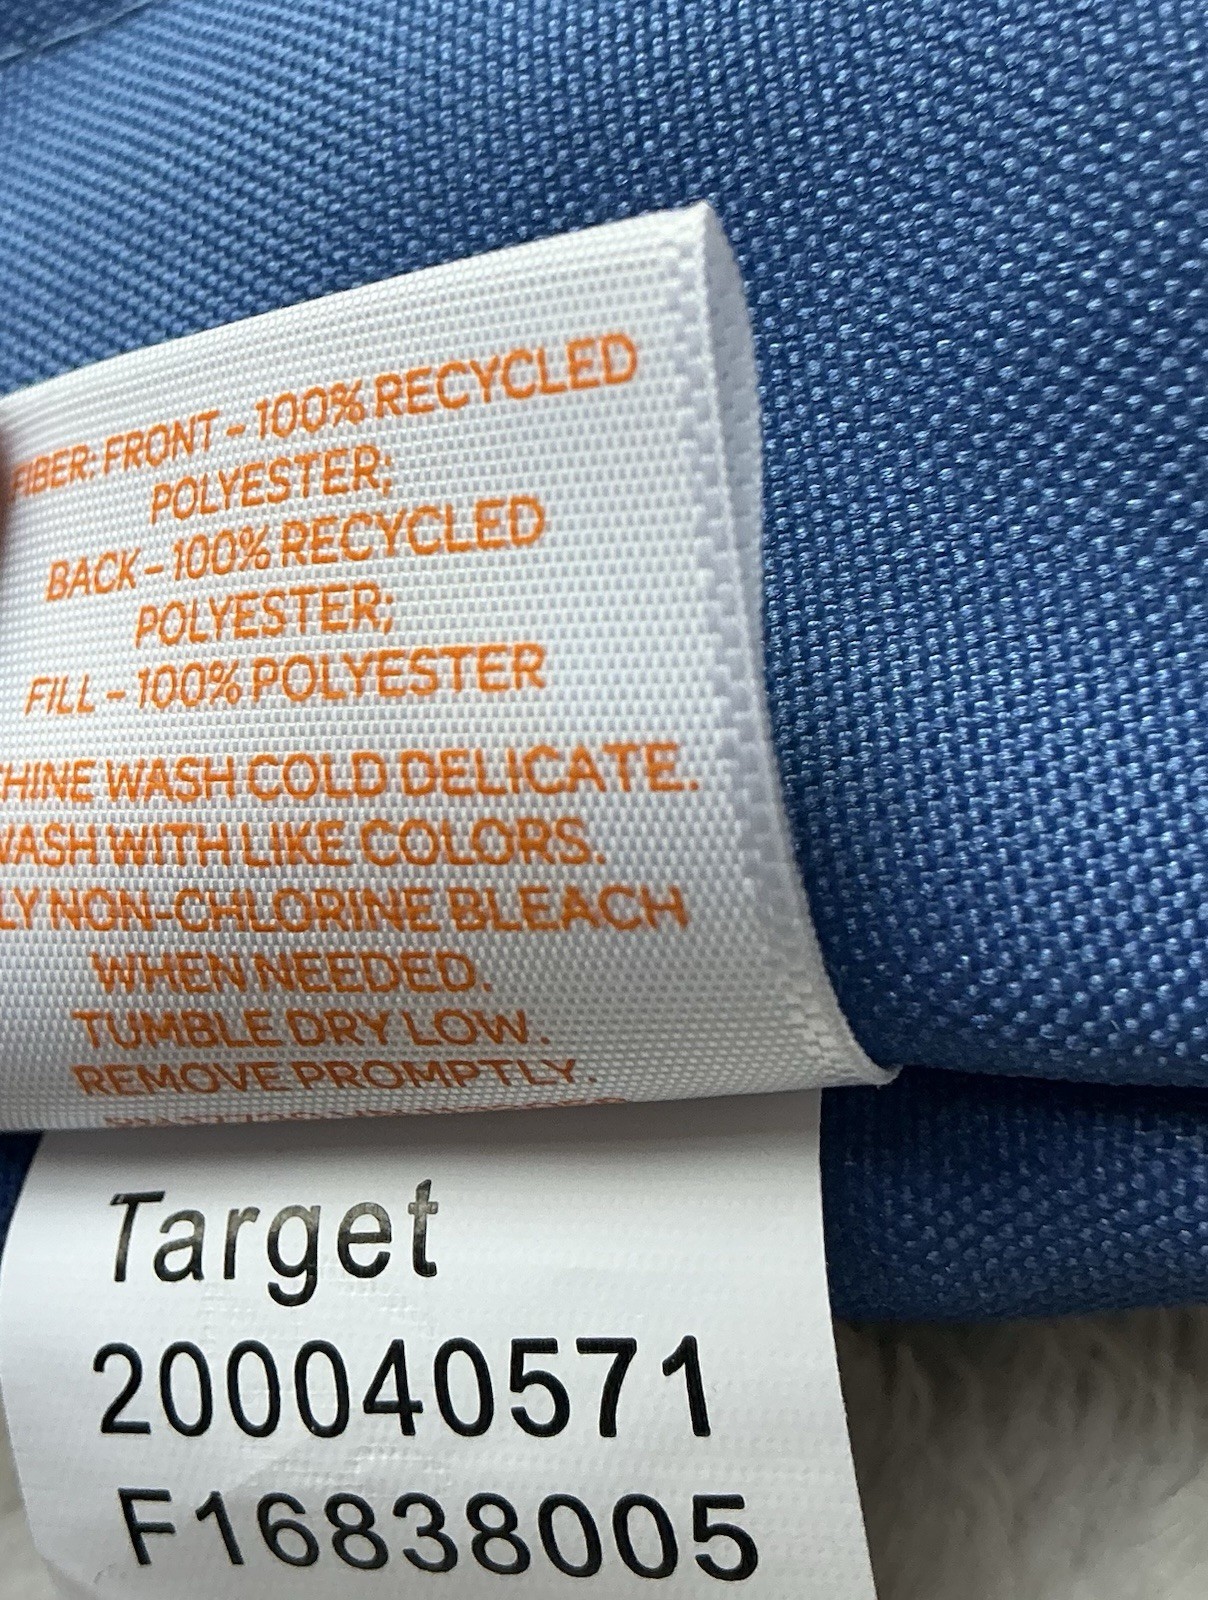 FIBER: FRONT - 100% RECYCLED
POLYESTER;
BACK - 100% RECYCLED
POLYESTER;
FILL - 100% POLYESTER
CHINE WASH COLD DELICATE.
WASH WITH LIKE COLORS.
LY NON-CHLORINE BLEACH
WHEN NEEDED.
TUMBLE DRY LOW.
REMOVE PROMPTLY.
Target
200040571
F16838005